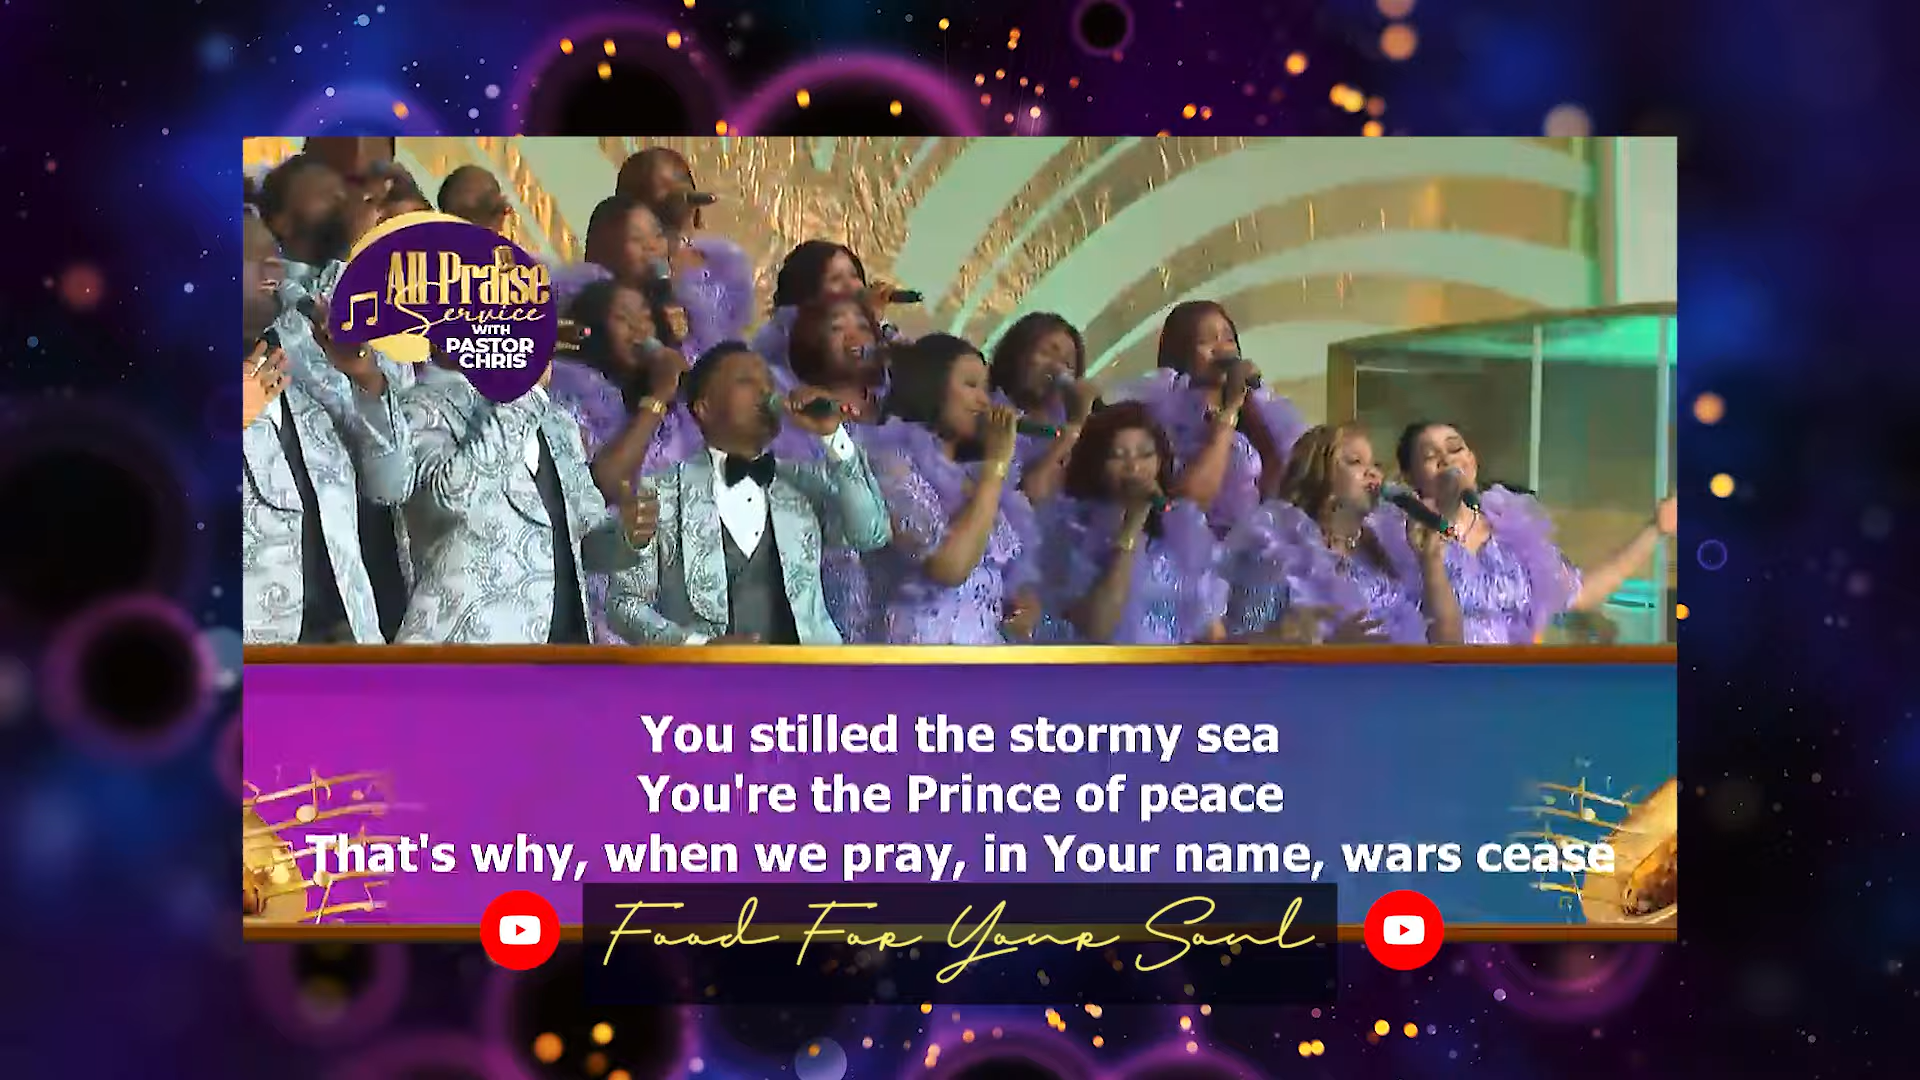 All Praise
Service
WITH
PASTOR
CHRIS
You stilled the stormy sea
You're the Prince of peace
That's why, when we pray, in Your name, wars cease
Food For Your Soul